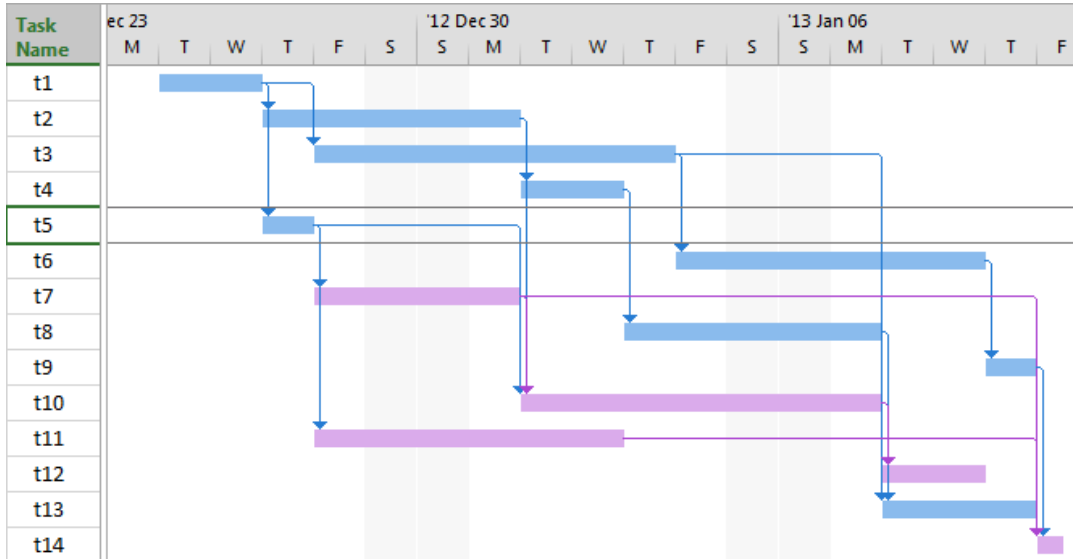 Task Name
ec 23 '12 Dec 30 '13 Jan 06
M T W T F S S M T W T F S S M T W T F
t1
t2
t3
t4
t5
t6
t7
t8
t9
t10
t11
t12
t13
t14